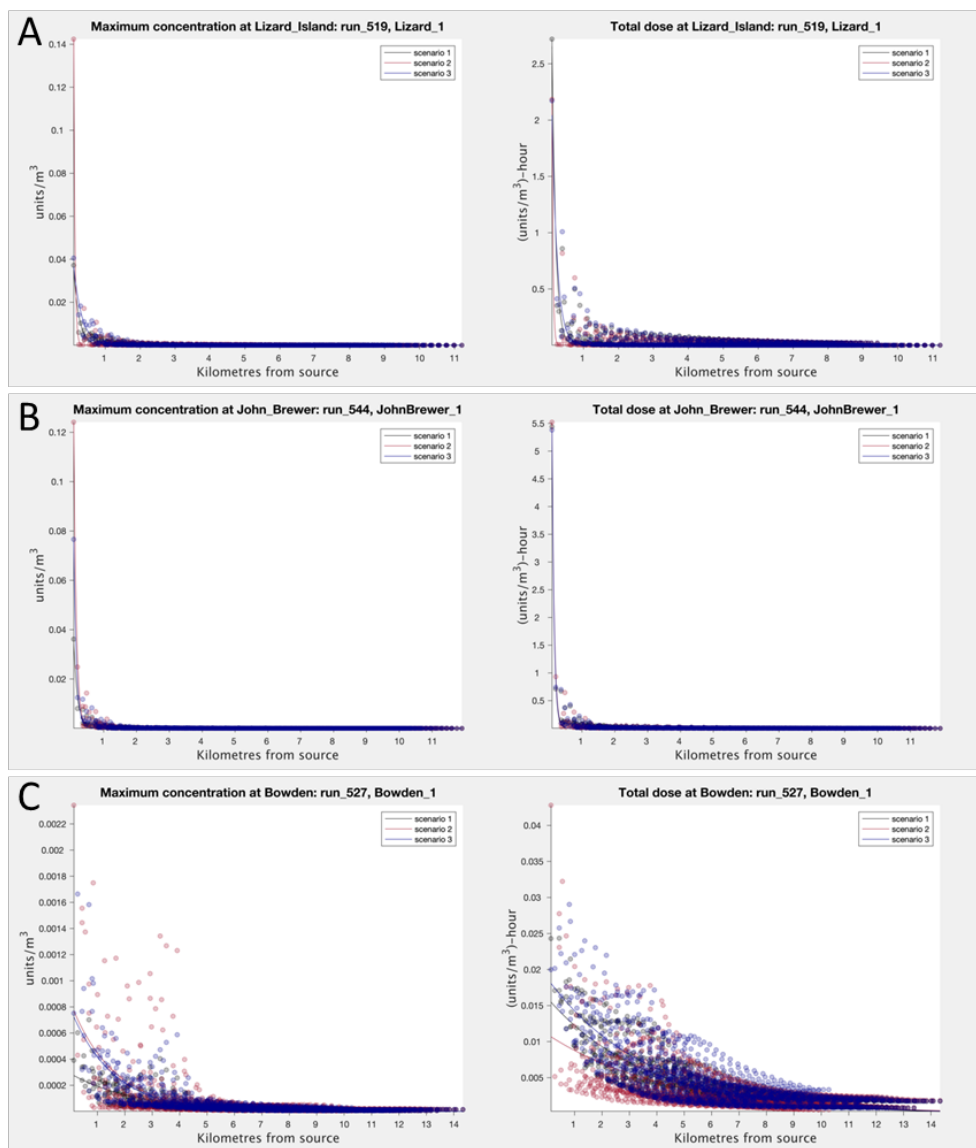 A
Maximum concentration at Lizard_Island: run_519, Lizard_1
scenario 1
scenario 2
scenario 3
0.14
0.12
0.1
0.08
0.06
0.04
0.02
units/m³
1 2 3 4 5 6 7 8 9 10 11
Kilometres from source
Total dose at Lizard_Island: run_519, Lizard_1
scenario 1
scenario 2
scenario 3
2.5
2
1.5
1
0.5
(units/m³)-hour
1 2 3 4 5 6 7 8 9 10 11
Kilometres from source
B
Maximum concentration at John_Brewer: run_544, JohnBrewer_1
scenario 1
scenario 2
scenario 3
0.12
0.1
0.08
0.06
0.04
0.02
units/m³
1 2 3 4 5 6 7 8 9 10 11
Kilometres from source
Total dose at John_Brewer: run_544, JohnBrewer_1
scenario 1
scenario 2
scenario 3
5.5
5
4.5
4
3.5
3
2.5
2
1.5
1
0.5
(units/m³)-hour
1 2 3 4 5 6 7 8 9 10 11
Kilometres from source
C
Maximum concentration at Bowden: run_527, Bowden_1
scenario 1
scenario 2
scenario 3
0.0022
0.002
0.0018
0.0016
0.0014
0.0012
0.001
0.0008
0.0006
0.0004
0.0002
units/m³
1 2 3 4 5 6 7 8 9 10 11 12 13 14
Kilometres from source
Total dose at Bowden: run_527, Bowden_1
scenario 1
scenario 2
scenario 3
0.04
0.035
0.03
0.025
0.02
0.015
0.01
0.005
(units/m³)-hour
1 2 3 4 5 6 7 8 9 10 11 12 13 14
Kilometres from source